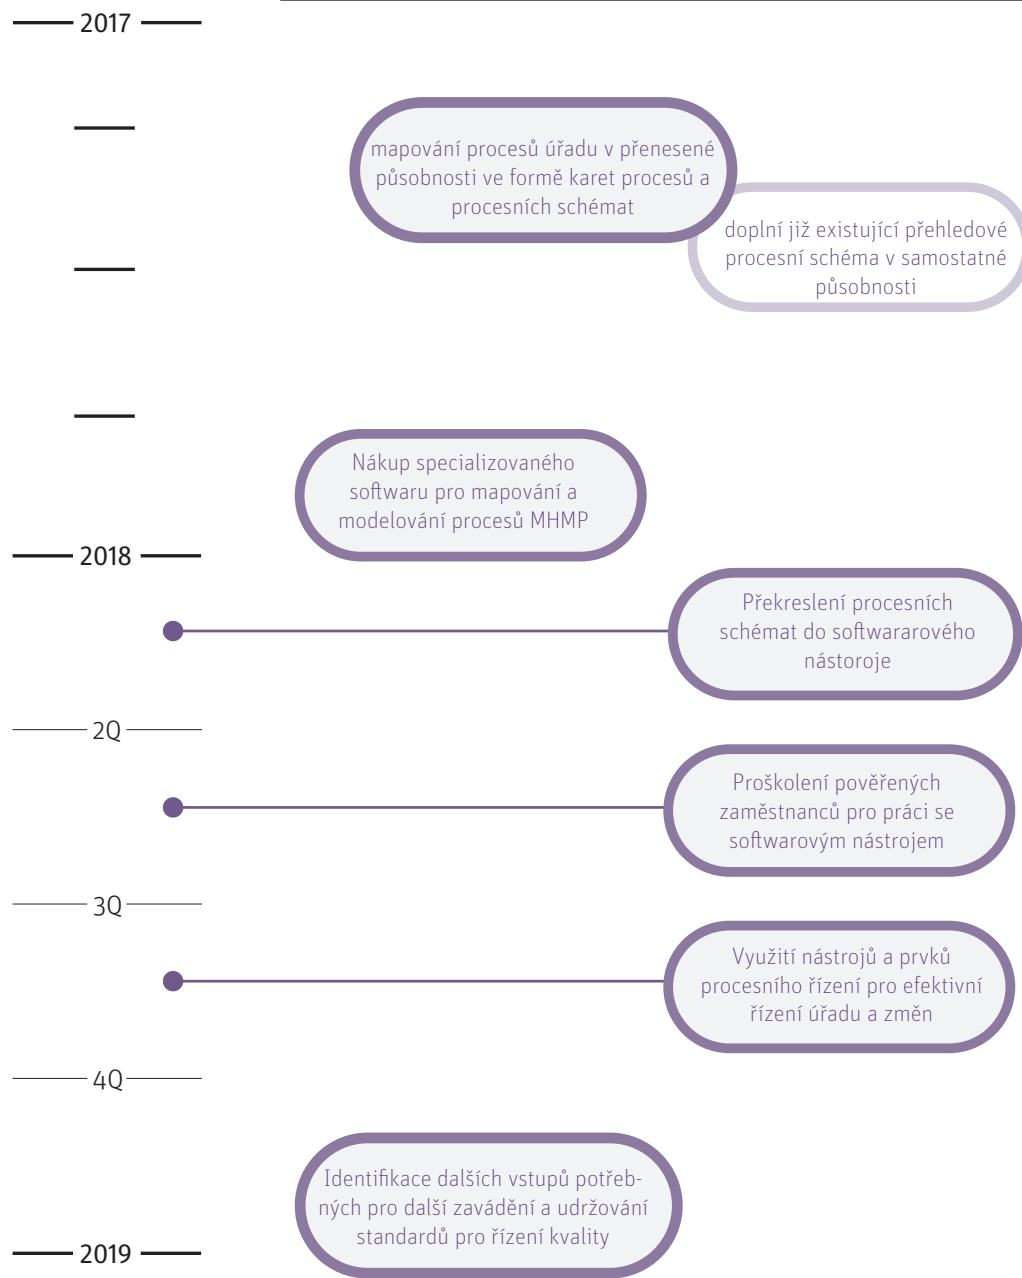 2017
mapování procesů úřadu v přenesené
působnosti ve formě karet procesů a
procesních schémat
doplní již existující přehledové
procesní schéma v samostatné
působnosti
Nákup specializovaného
softwaru pro mapování a
modelování procesů MHMP
2018
Překreslení procesních
schémat do softwararového
nástoroje
2Q
Proškolení pověřených
zaměstnanců pro práci se
softwarovým nástrojem
3Q
Využití nástrojů a prvků
procesního řízení pro efektivní
řízení úřadu a změn
4Q
Identifikace dalších vstupů potřeb-
ných pro další zavádění a udržování
standardů pro řízení kvality
2019